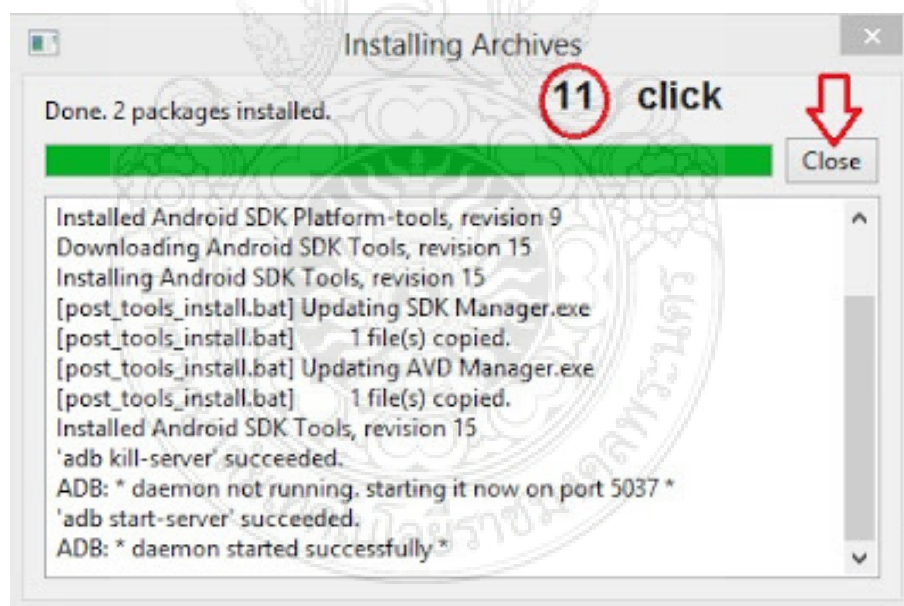 Installing Archives
Done. 2 packages installed.
11 click
Close
Installed Android SDK Platform-tools, revision 9
Downloading Android SDK Tools, revision 15
Installing Android SDK Tools, revision 15
[post_tools_install.bat] Updating SDK Manager.exe
[post_tools_install.bat] 1 file(s) copied.
[post_tools_install.bat] Updating AVD Manager.exe
[post_tools_install.bat] 1 file(s) copied.
Installed Android SDK Tools, revision 15
'adb kill-server' succeeded.
ADB: * daemon not running. starting it now on port 5037 *
'adb start-server' succeeded.
ADB: * daemon started successfully *